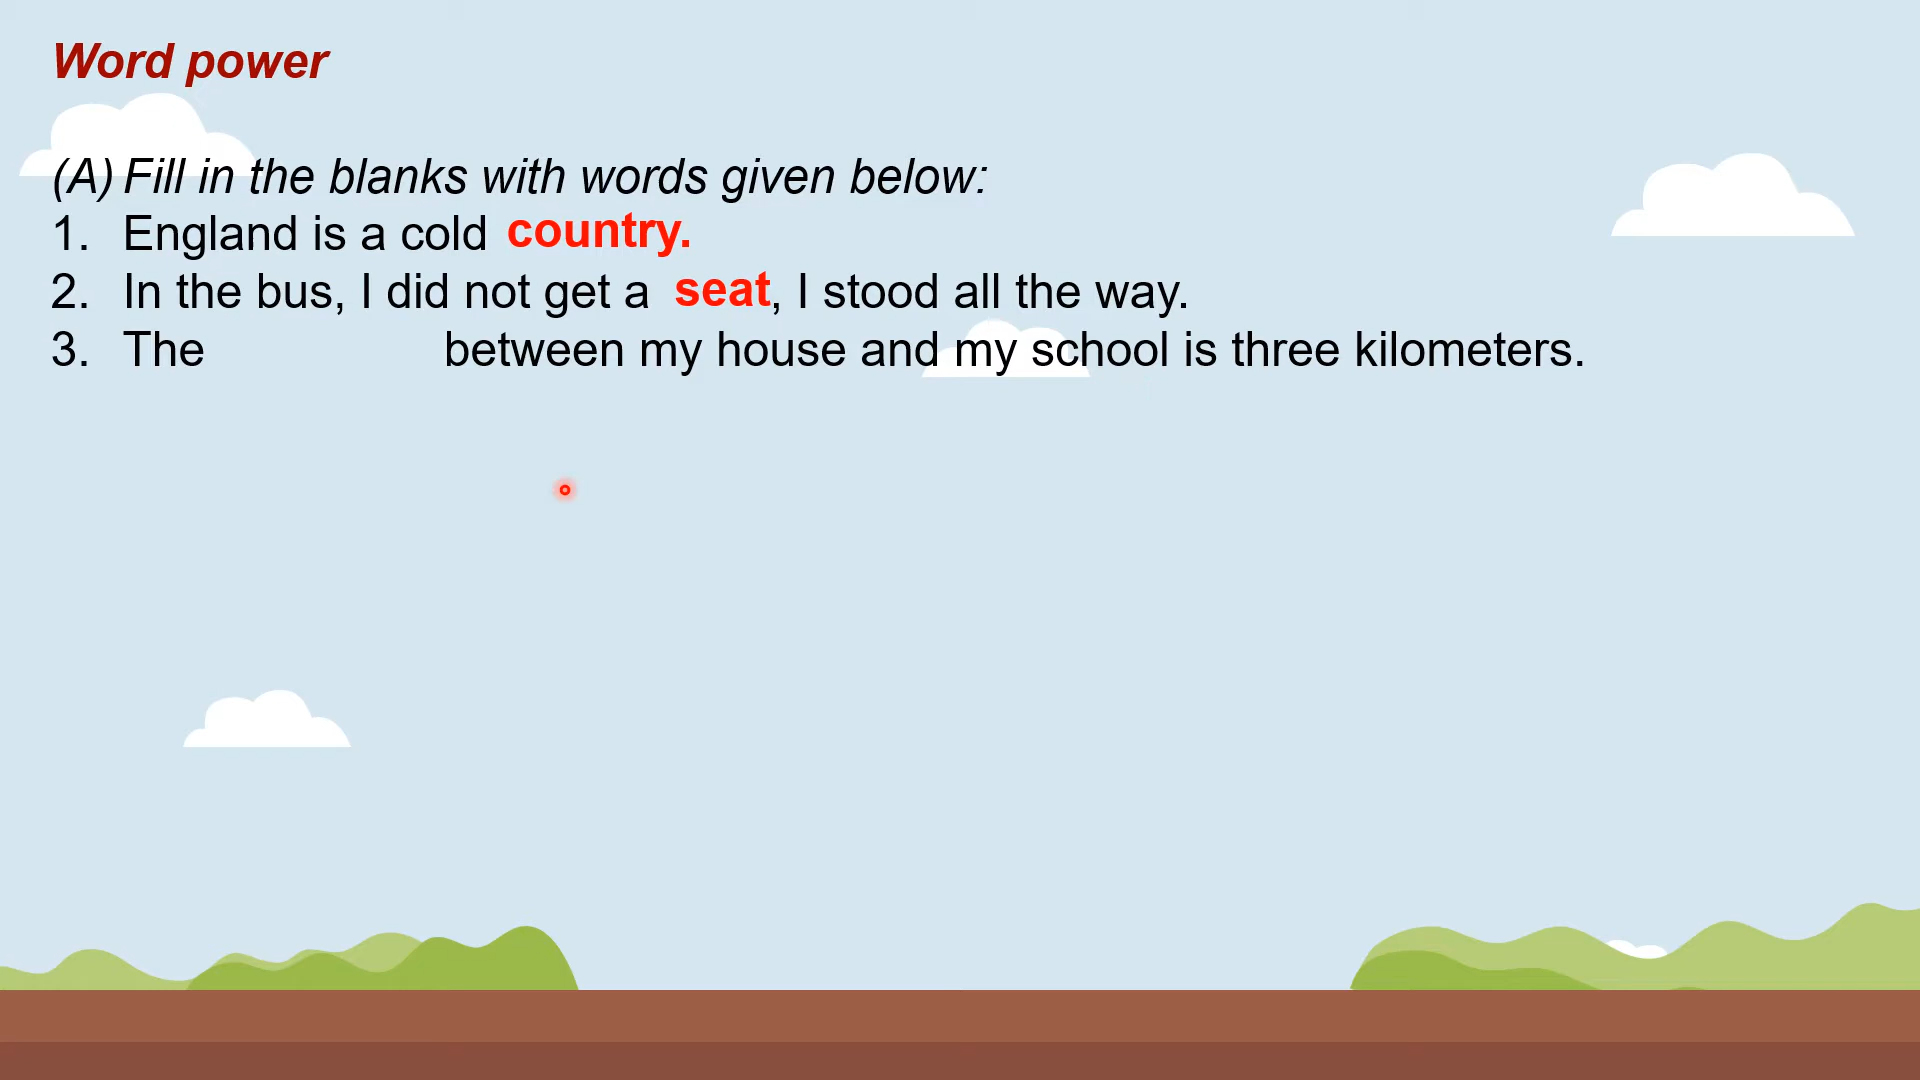 Word power
(A) Fill in the blanks with words given below:
1. England is a cold country.
2. In the bus, I did not get a seat, I stood all the way.
3. The between my house and my school is three kilometers.